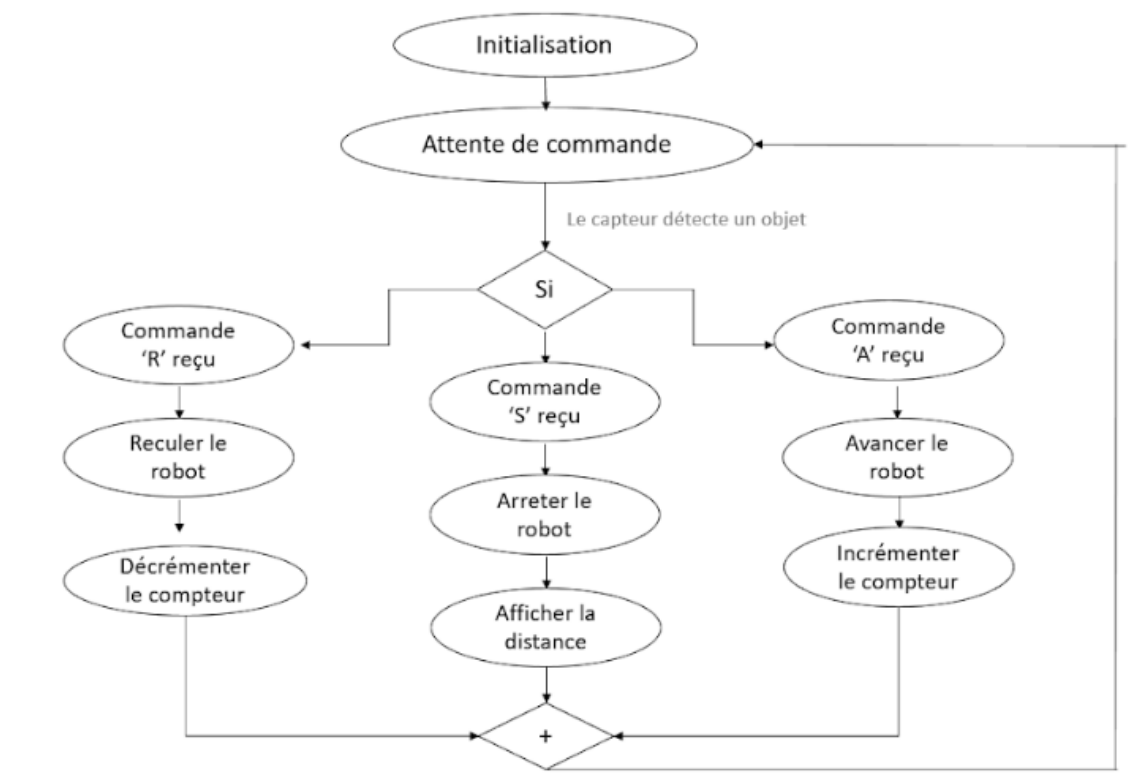 Initialisation
Attente de commande
Le capteur détecte un objet
Si
Commande
‘R’ reçu
Reculer le
robot
Décrémenter
le compteur
Commande
‘S’ reçu
Arreter le
robot
Afficher la
distance
Commande
‘A’ reçu
Avancer le
robot
Incrémenter
le compteur
+